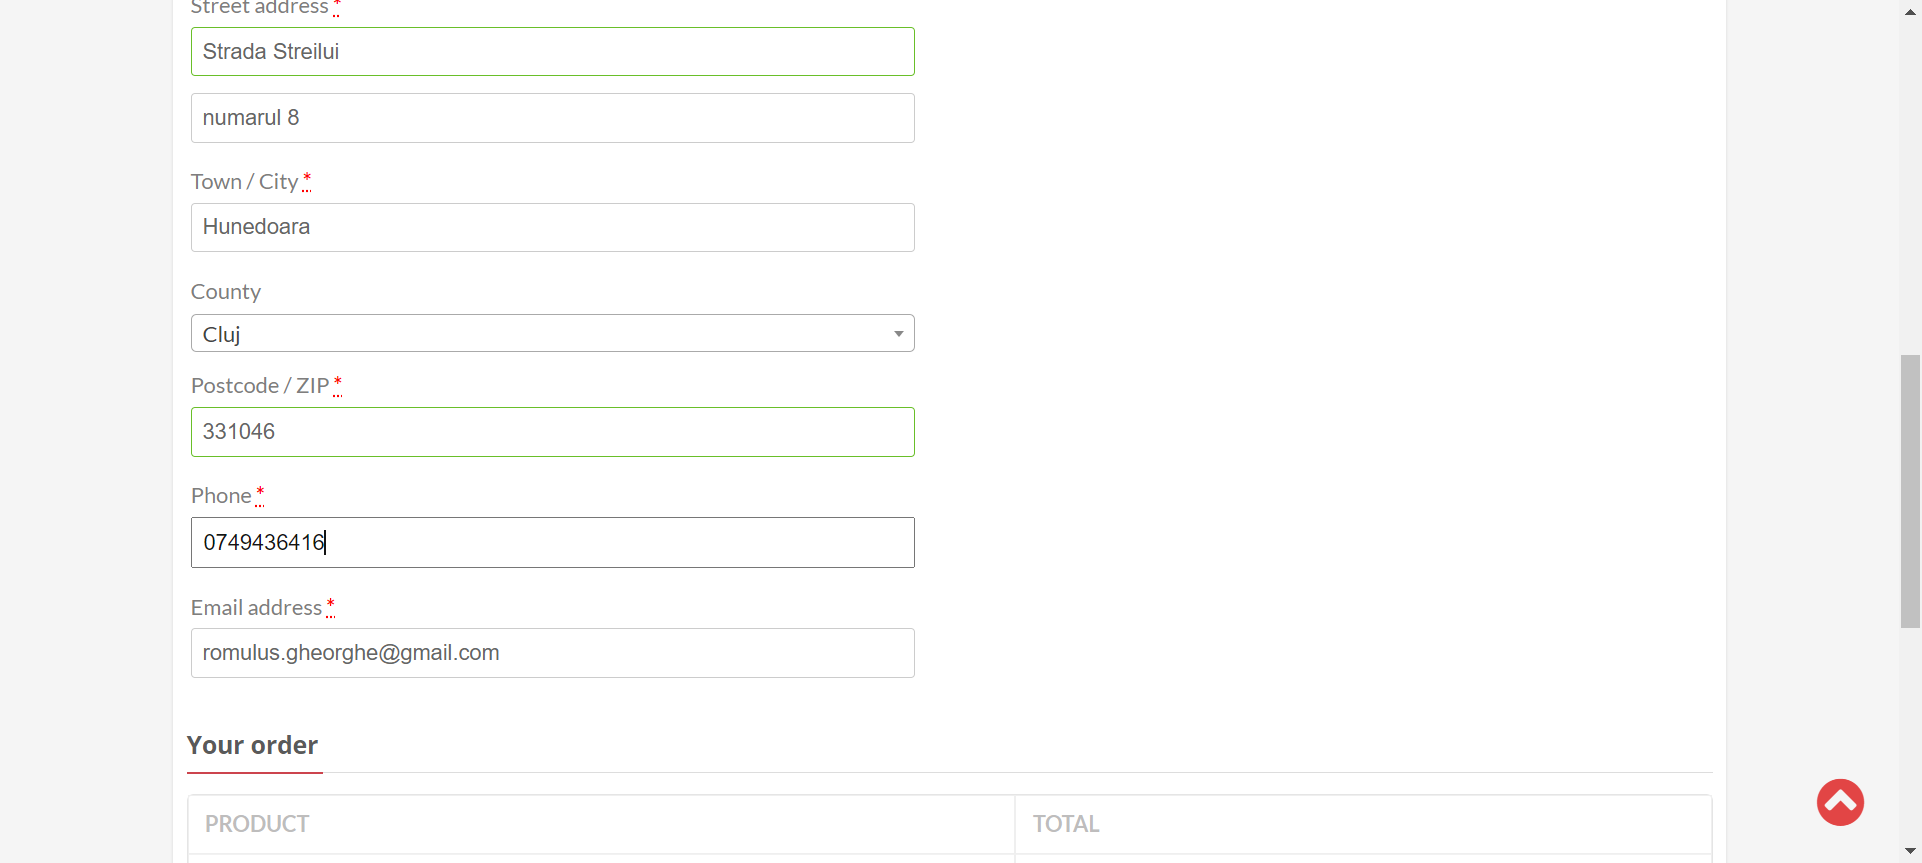 Street address *
Strada Streilui
numarul 8
Town / City *
Hunedoara
County
Cluj
Postcode / ZIP *
331046
Phone *
0749436416
Email address *
romulus.gheorghe@gmail.com
Your order
PRODUCT TOTAL